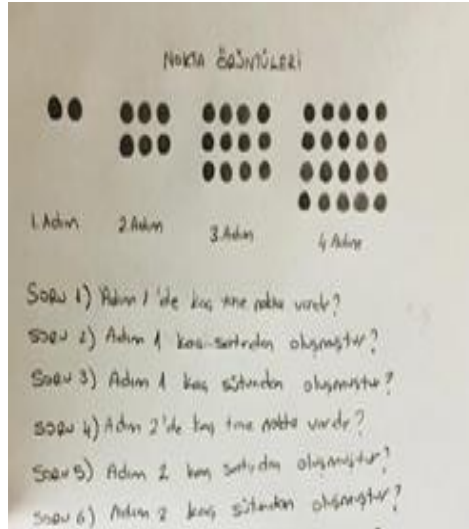 NOKTA ÖRÜNTÜLERİ
1. Adım 2. Adım 3. Adım 4. Adım
SORU 1) Adım 1'de kaç tane nokta vardır?
SORU 2) Adım 1 kaç satırdan oluşmuştur?
SORU 3) Adım 1 kaç sütundan oluşmuştur?
SORU 4) Adım 2'de kaç tane nokta vardır?
SORU 5) Adım 2 kaç satırdan oluşmuştur?
SORU 6) Adım 2 kaç sütundan oluşmuştur?